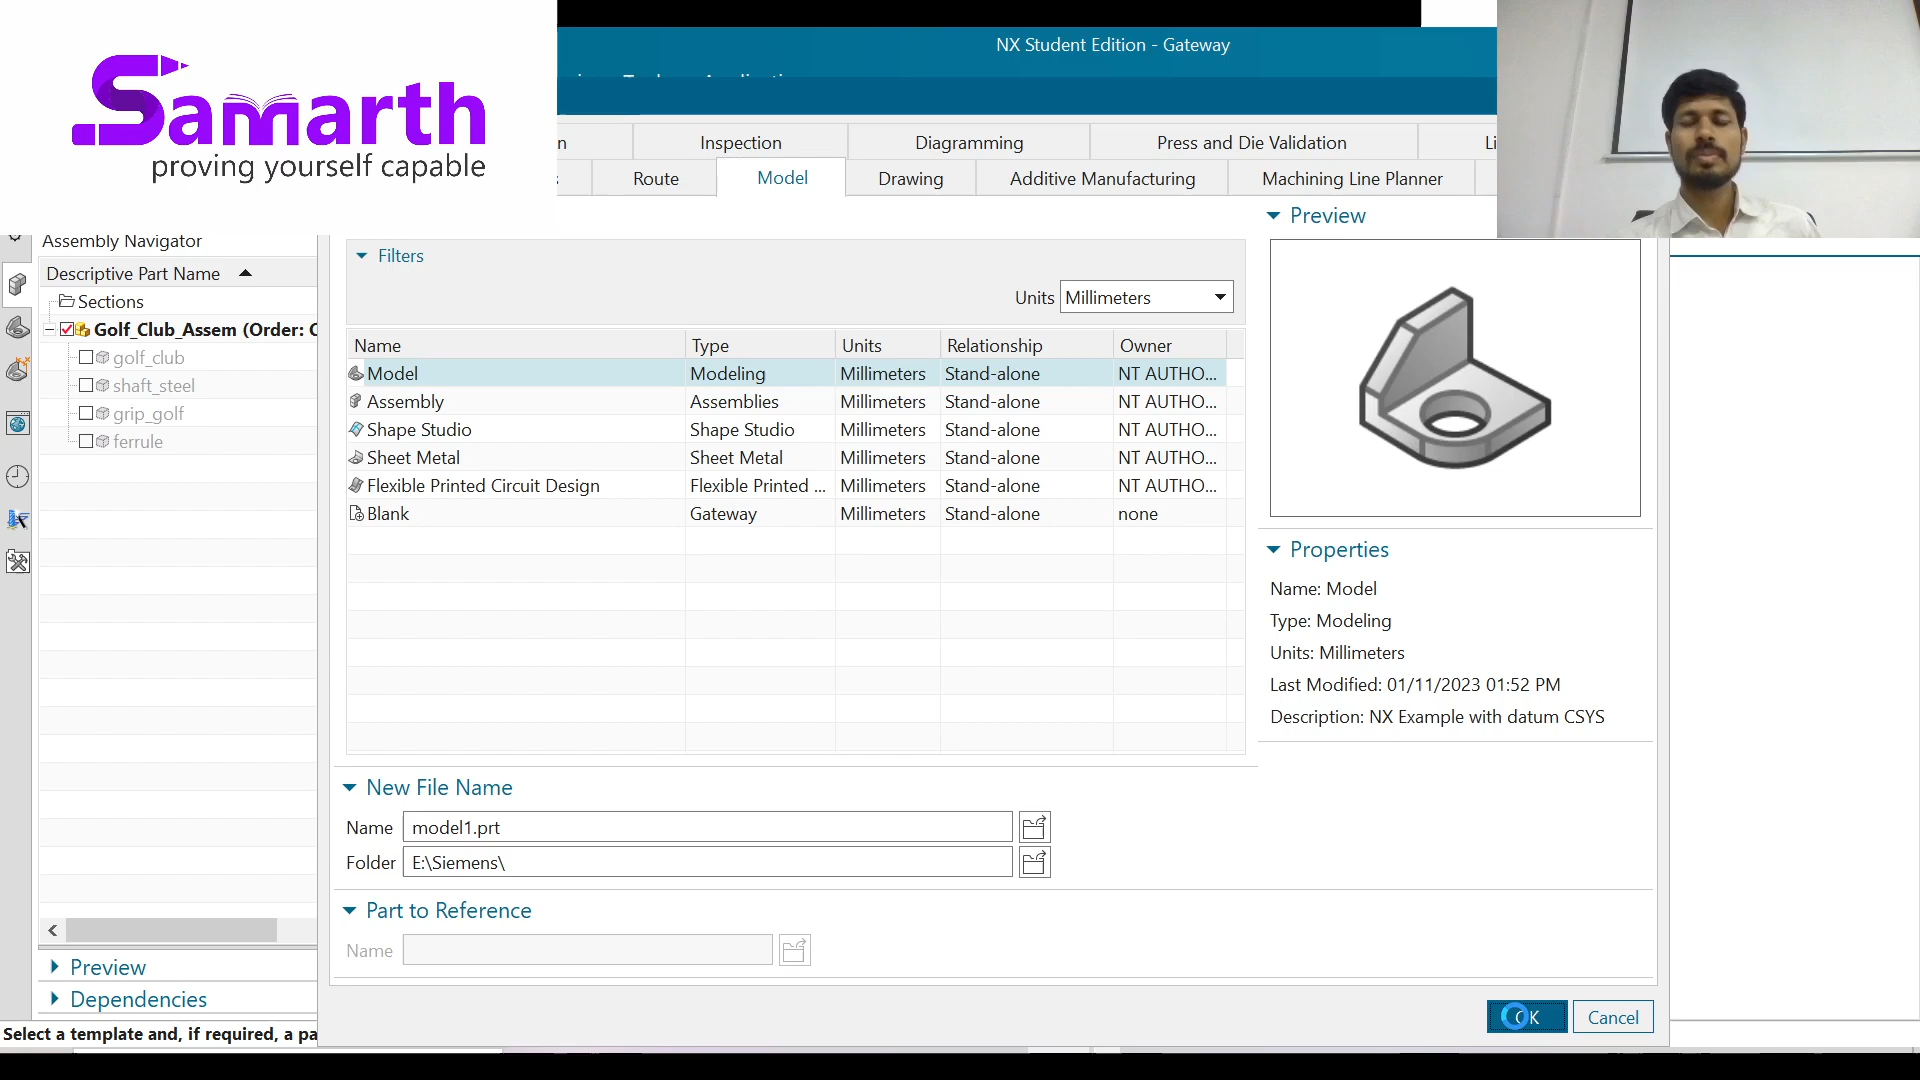 Samarth
proving yourself capable
NX Student Edition - Gateway
Inspection
Diagramming
Press and Die Validation
Route
Model
Drawing
Additive Manufacturing
Machining Line Planner
Assembly Navigator
Descriptive Part Name
Sections
Golf_Club_Assem (Order: C
golf_club
shaft_steel
grip_golf
ferrule
Preview
Dependencies
Select a template and, if required, a pa
Filters
Units Millimeters
Name Type Units Relationship Owner
Model Modeling Millimeters Stand-alone NT AUTHO...
Assembly Assemblies Millimeters Stand-alone NT AUTHO...
Shape Studio Shape Studio Millimeters Stand-alone NT AUTHO...
Sheet Metal Sheet Metal Millimeters Stand-alone NT AUTHO...
Flexible Printed Circuit Design Flexible Printed ... Millimeters Stand-alone NT AUTHO...
Blank Gateway Millimeters Stand-alone none
New File Name
Name model1.prt
Folder E:\Siemens\
Part to Reference
Name
Preview
Properties
Name: Model
Type: Modeling
Units: Millimeters
Last Modified: 01/11/2023 01:52 PM
Description: NX Example with datum CSYS
OK
Cancel